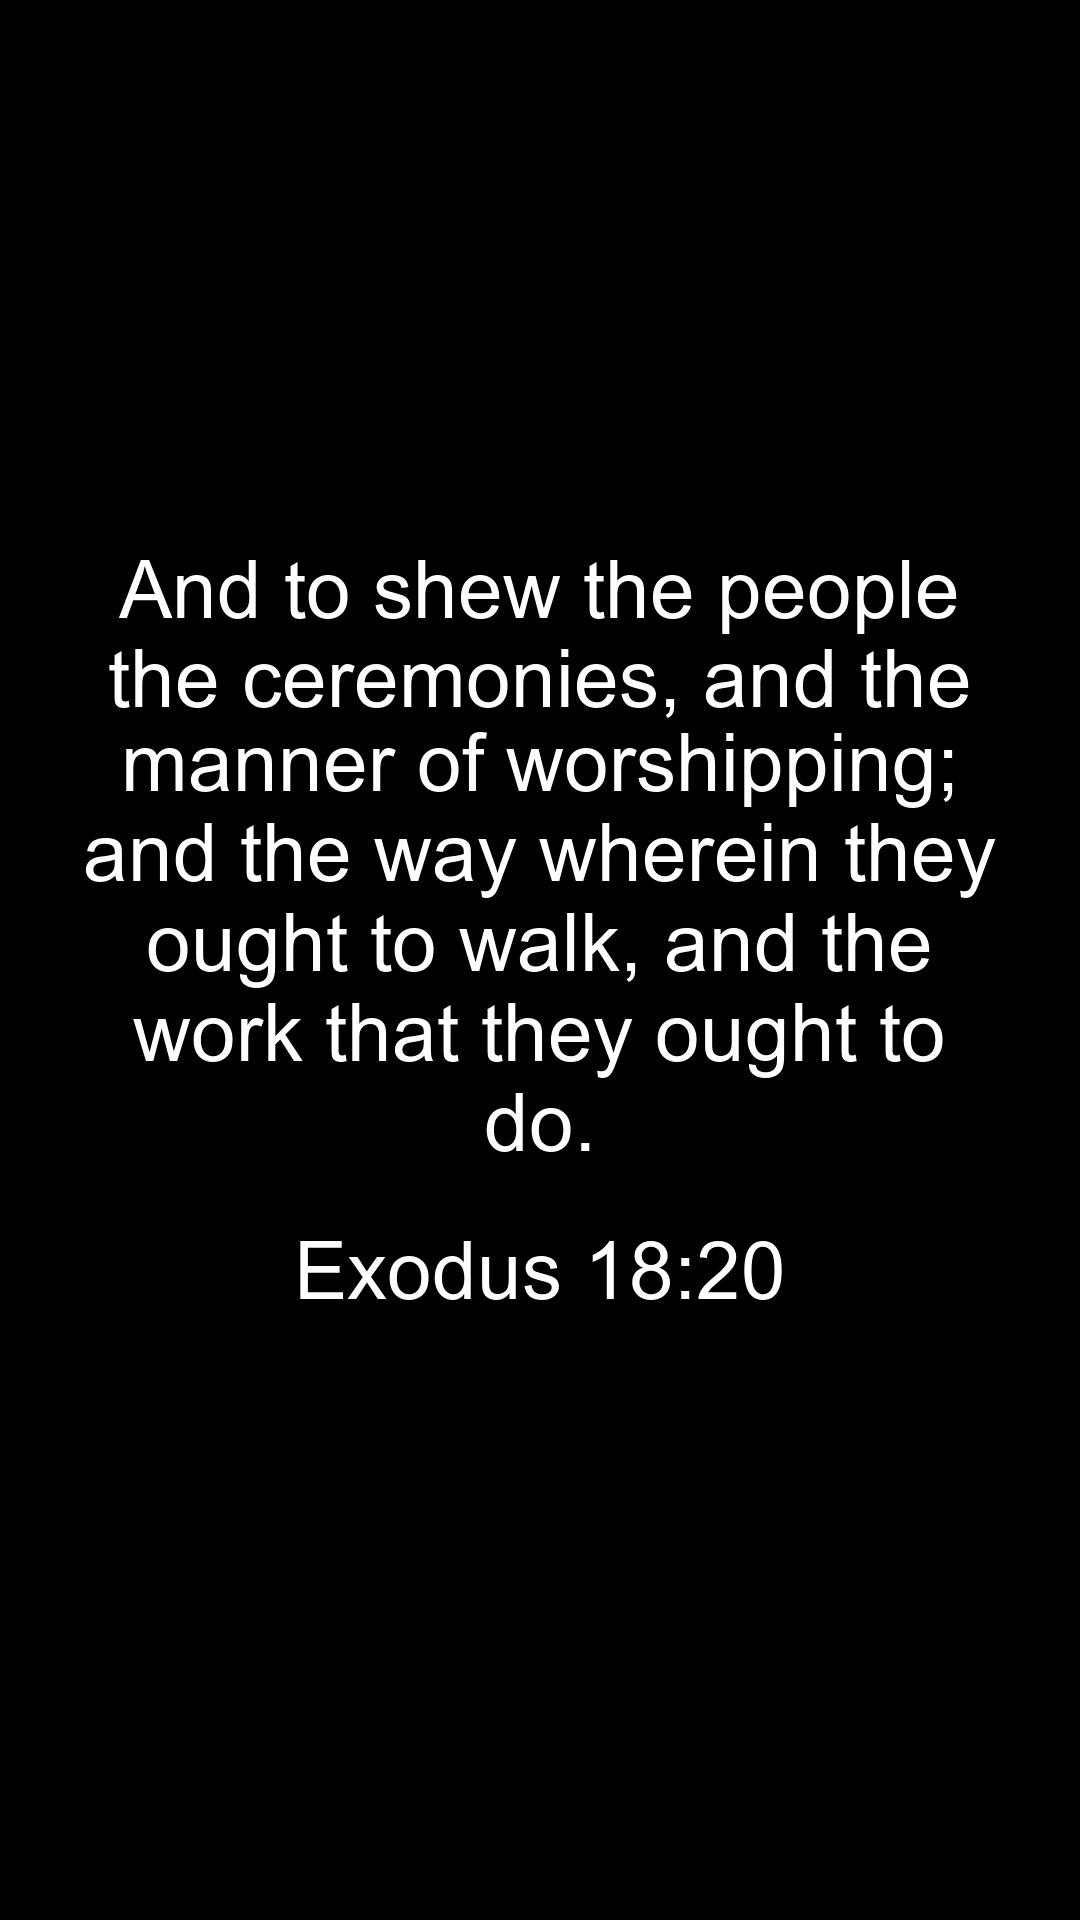 And to shew the people
the ceremonies, and the
manner of worshipping;
and the way wherein they
ought to walk, and the
work that they ought to
do.
Exodus 18:20